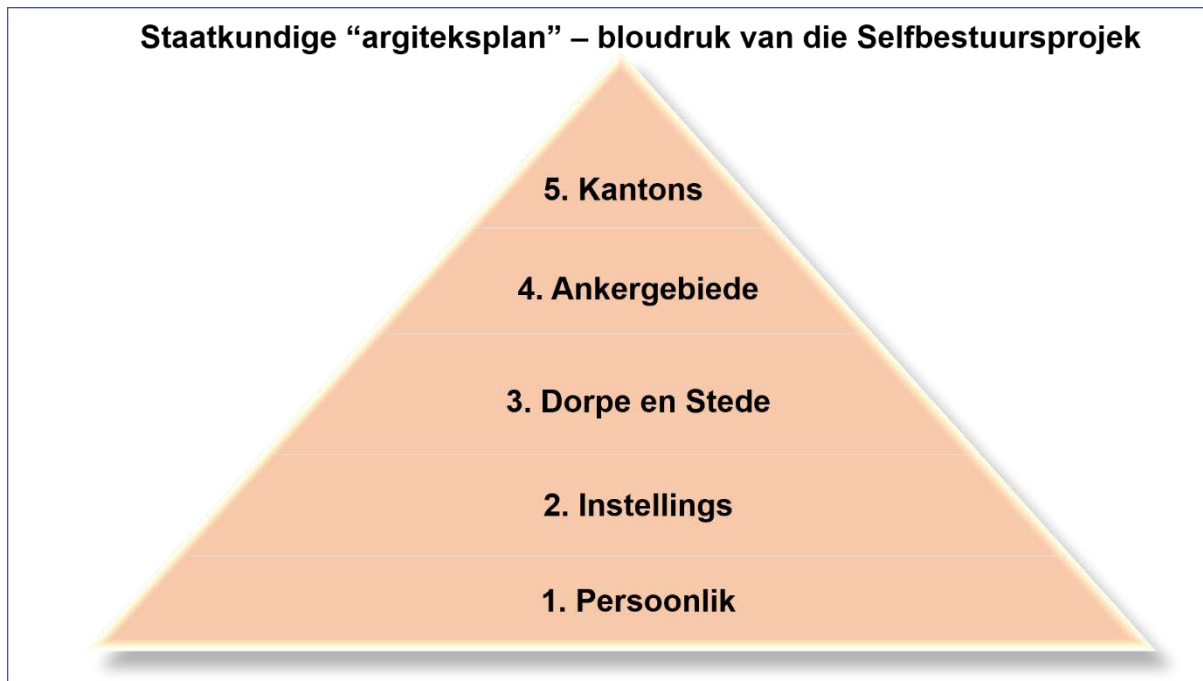 Staatkundige “argiteksplan” – bloudruk van die Selfbestuursprojek
5. Kantons
4. Ankergebiede
3. Dorpe en Stede
2. Instellings
1. Persoonlik